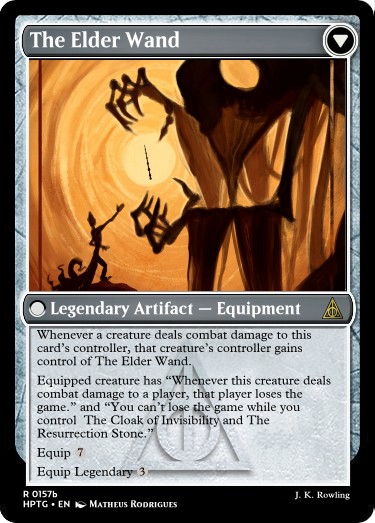 The Elder Wand
Legendary Artifact — Equipment
Whenever a creature deals combat damage to this
card's controller, that creature's controller gains
control of The Elder Wand.
Equipped creature has “Whenever this creature deals
combat damage to a player, that player loses the
game.” and “You can't lose the game while you
control The Cloak of Invisibility and The
Resurrection Stone.”
Equip 7
Equip Legendary 3
R 0157b
HPTG • EN Matheus Rodrigues
J. K. Rowling